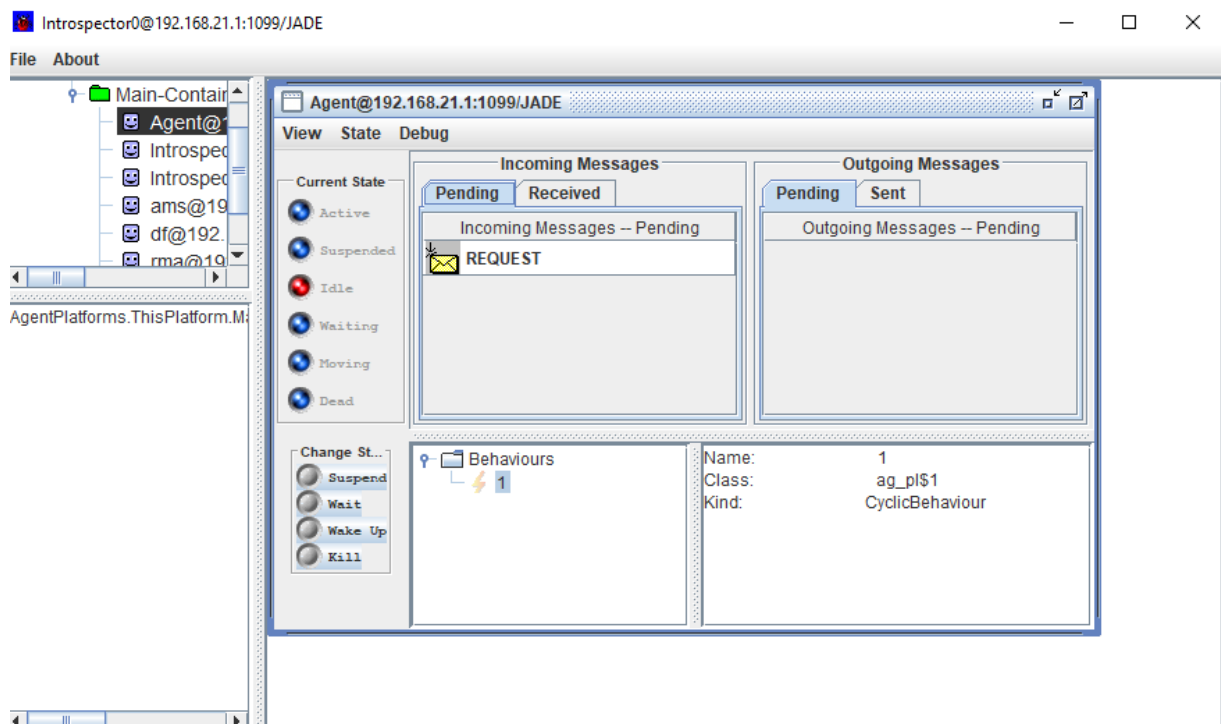 Introspector0@192.168.21.1:1099/JADE
File About
Main-Contain
Agent@1
Introspec
Introspec
ams@19
df@192.
rma@19
AgentPlatforms.ThisPlatform.Ma
Agent@192.168.21.1:1099/JADE
View State Debug
Current State
Active
Suspended
Idle
Waiting
Moving
Dead
Incoming Messages
Pending Received
Incoming Messages -- Pending
REQUEST
Outgoing Messages
Pending Sent
Outgoing Messages -- Pending
Change St...
Suspend
Wait
Wake Up
Kill
Behaviours
1
Name: 1
Class: ag_pl$1
Kind: CyclicBehaviour